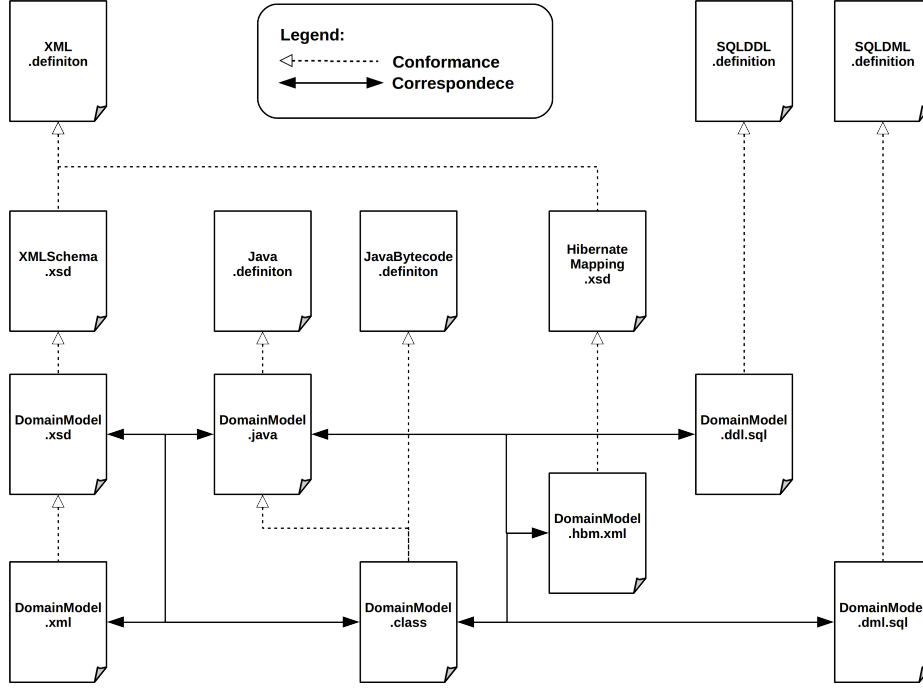 XML
.definiton
Legend:
Conformance
Correspondece
SQLDDL
.definition
SQLDML
.definition
XMLSchema
.xsd
Java
.definiton
JavaBytecode
.definiton
Hibernate
Mapping
.xsd
DomainModel
.xsd
DomainModel
.java
DomainModel
.ddl.sql
DomainModel
.hbm.xml
DomainModel
.xml
DomainModel
.class
DomainMode
.dml.sql